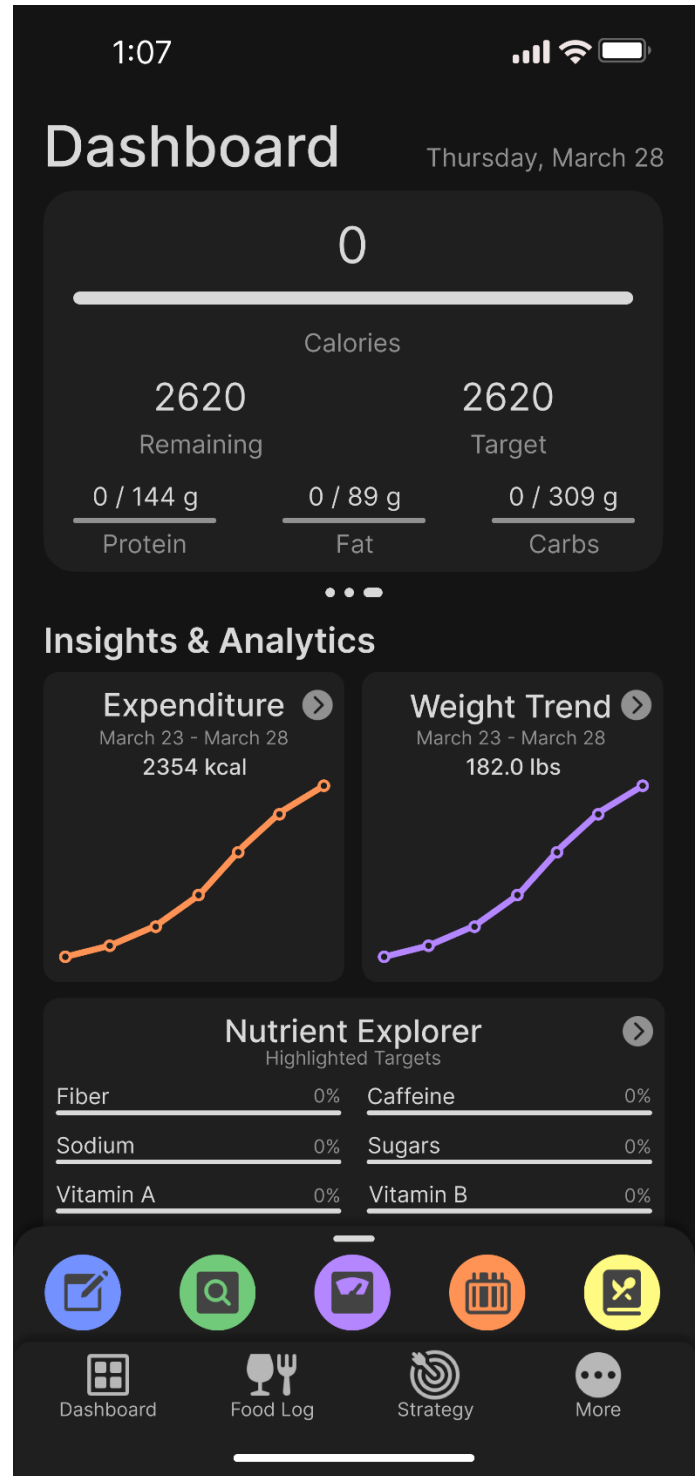 1:07
Dashboard
Thursday, March 28
0
Calories
2620 2620
Remaining Target
0 / 144 g 0 / 89 g 0 / 309 g
Protein Fat Carbs
Insights & Analytics
Expenditure Weight Trend
March 23 - March 28 March 23 - March 28
2354 kcal 182.0 lbs
Nutrient Explorer
Highlighted Targets
Fiber 0% Caffeine 0%
Sodium 0% Sugars 0%
Vitamin A 0% Vitamin B 0%
Dashboard Food Log Strategy More